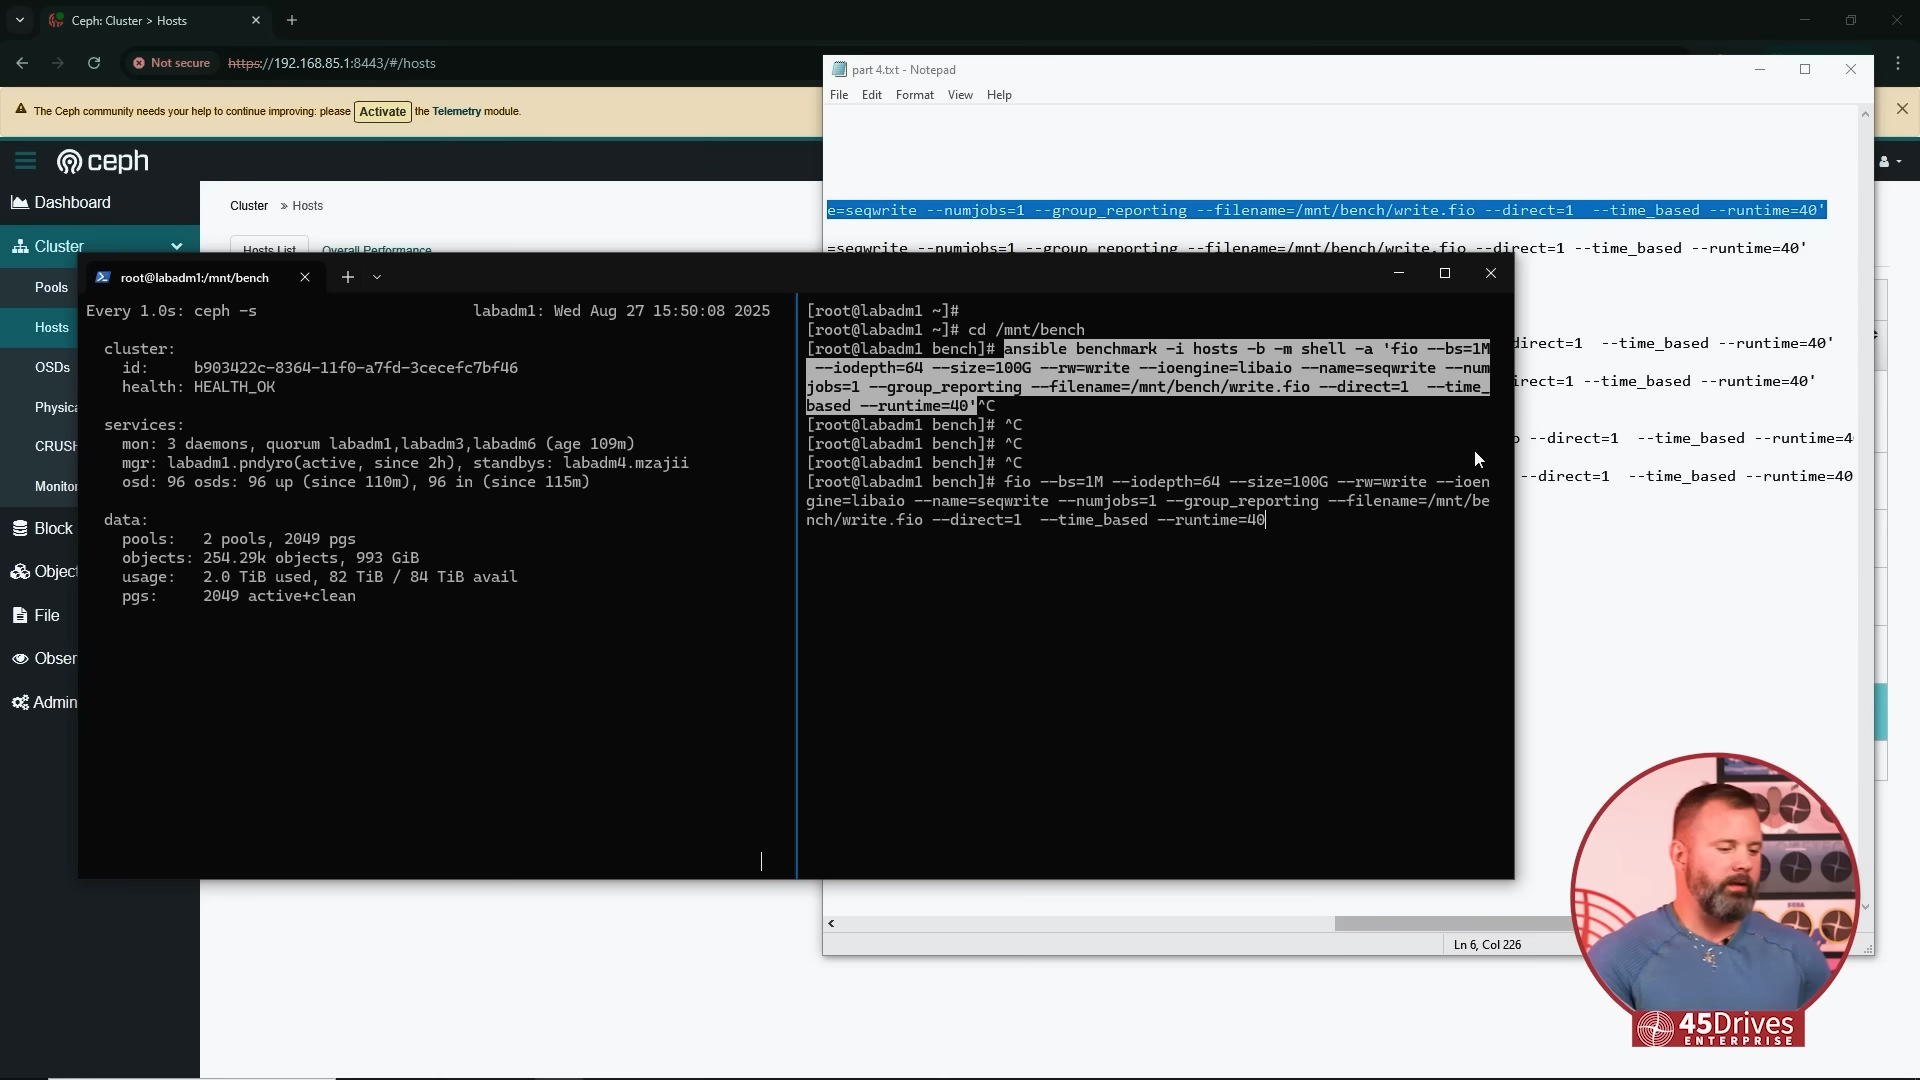 Ceph: Cluster > Hosts
Not secure
https://192.168.85.1:8443/#/hosts
The Ceph community needs your help to continue improving: please Activate the Telemetry module.
ceph
Dashboard
Cluster
Pools
Hosts
OSDs
Physica
CRUSH
Monitor
Block
Object
File
Obser
Admin
Cluster » Hosts
Hosts List
Overall Performance
part 4.txt - Notepad
File Edit Format View Help
e=seqwrite --numjobs=1 --group_reporting --filename=/mnt/bench/write.fio --direct=1  --time_based --runtime=40'
=seqwrite --numjobs=1 --group_reporting --filename=/mnt/bench/write.fio --direct=1 --time_based --runtime=40'
direct=1 --time_based --runtime=40'
irect=1 --time_based --runtime=40'
o --direct=1  --time_based --runtime=4
--direct=1  --time_based --runtime=40
Ln 6, Col 226
root@labadm1:/mnt/bench
Every 1.0s: ceph -s
labadm1: Wed Aug 27 15:50:08 2025
cluster:
id: b903422c-8364-11f0-a7fd-3cecefc7bf46
health: HEALTH_OK
services:
mon: 3 daemons, quorum labadm1,labadm3,labadm6 (age 109m)
mgr: labadm1.pndyro(active, since 2h), standbys: labadm4.mzajii
osd: 96 osds: 96 up (since 110m), 96 in (since 115m)
data:
pools: 2 pools, 2049 pgs
objects: 254.29k objects, 993 GiB
usage: 2.0 TiB used, 82 TiB / 84 TiB avail
pgs: 2049 active+clean
[root@labadm1 ~]#
[root@labadm1 ~]# cd /mnt/bench
[root@labadm1 bench]# ansible benchmark -i hosts -b -m shell -a 'fio --bs=1M
--iodepth=64 --size=100G --rw=write --ioengine=libaio --name=seqwrite --num
jobs=1 --group_reporting --filename=/mnt/bench/write.fio --direct=1  --time_
based --runtime=40'^C
[root@labadm1 bench]# ^C
[root@labadm1 bench]# ^C
[root@labadm1 bench]# ^C
[root@labadm1 bench]# fio --bs=1M --iodepth=64 --size=100G --rw=write --ioen
gine=libaio --name=seqwrite --numjobs=1 --group_reporting --filename=/mnt/be
nch/write.fio --direct=1  --time_based --runtime=40
45Drives
ENTERPRISE